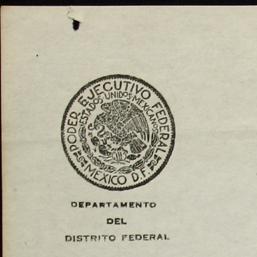 PODER EJECUTIVO FEDERAL
ESTADOS UNIDOS MEXICANOS
MEXICO D.F.
DEPARTAMENTO
DEL
DISTRITO FEDERAL